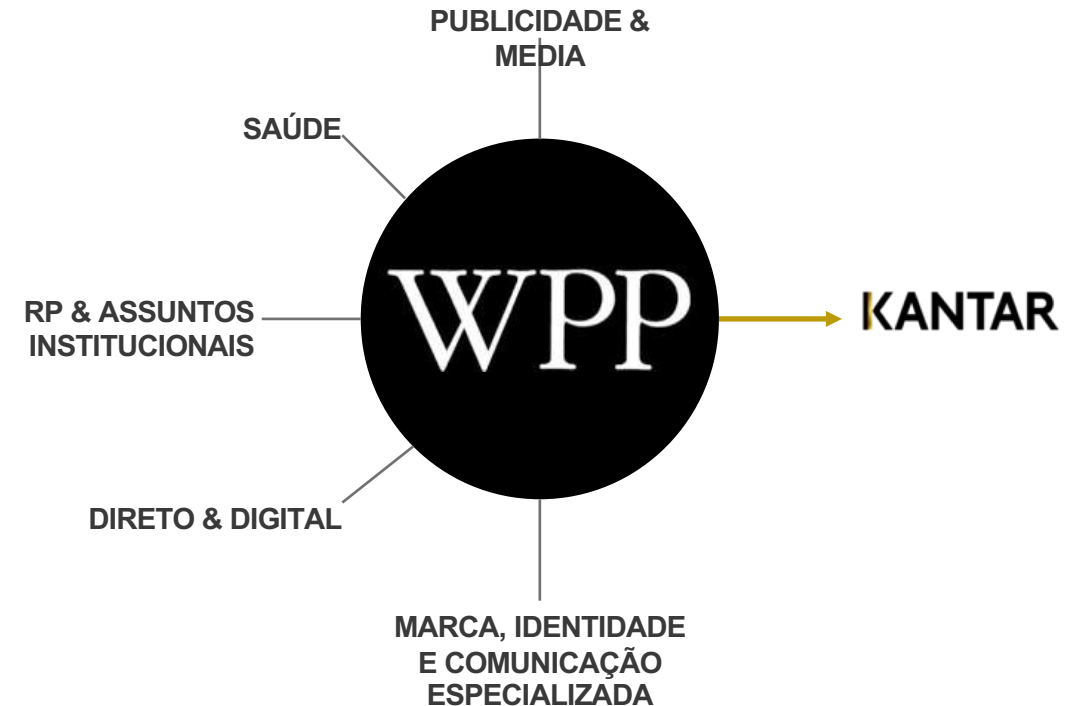 PUBLICIDADE &
MEDIA
SAÚDE
RP & ASSUNTOS
INSTITUCIONAIS
WPP
KANTAR
DIRETO & DIGITAL
MARCA, IDENTIDADE
E COMUNICAÇÃO
ESPECIALIZADA